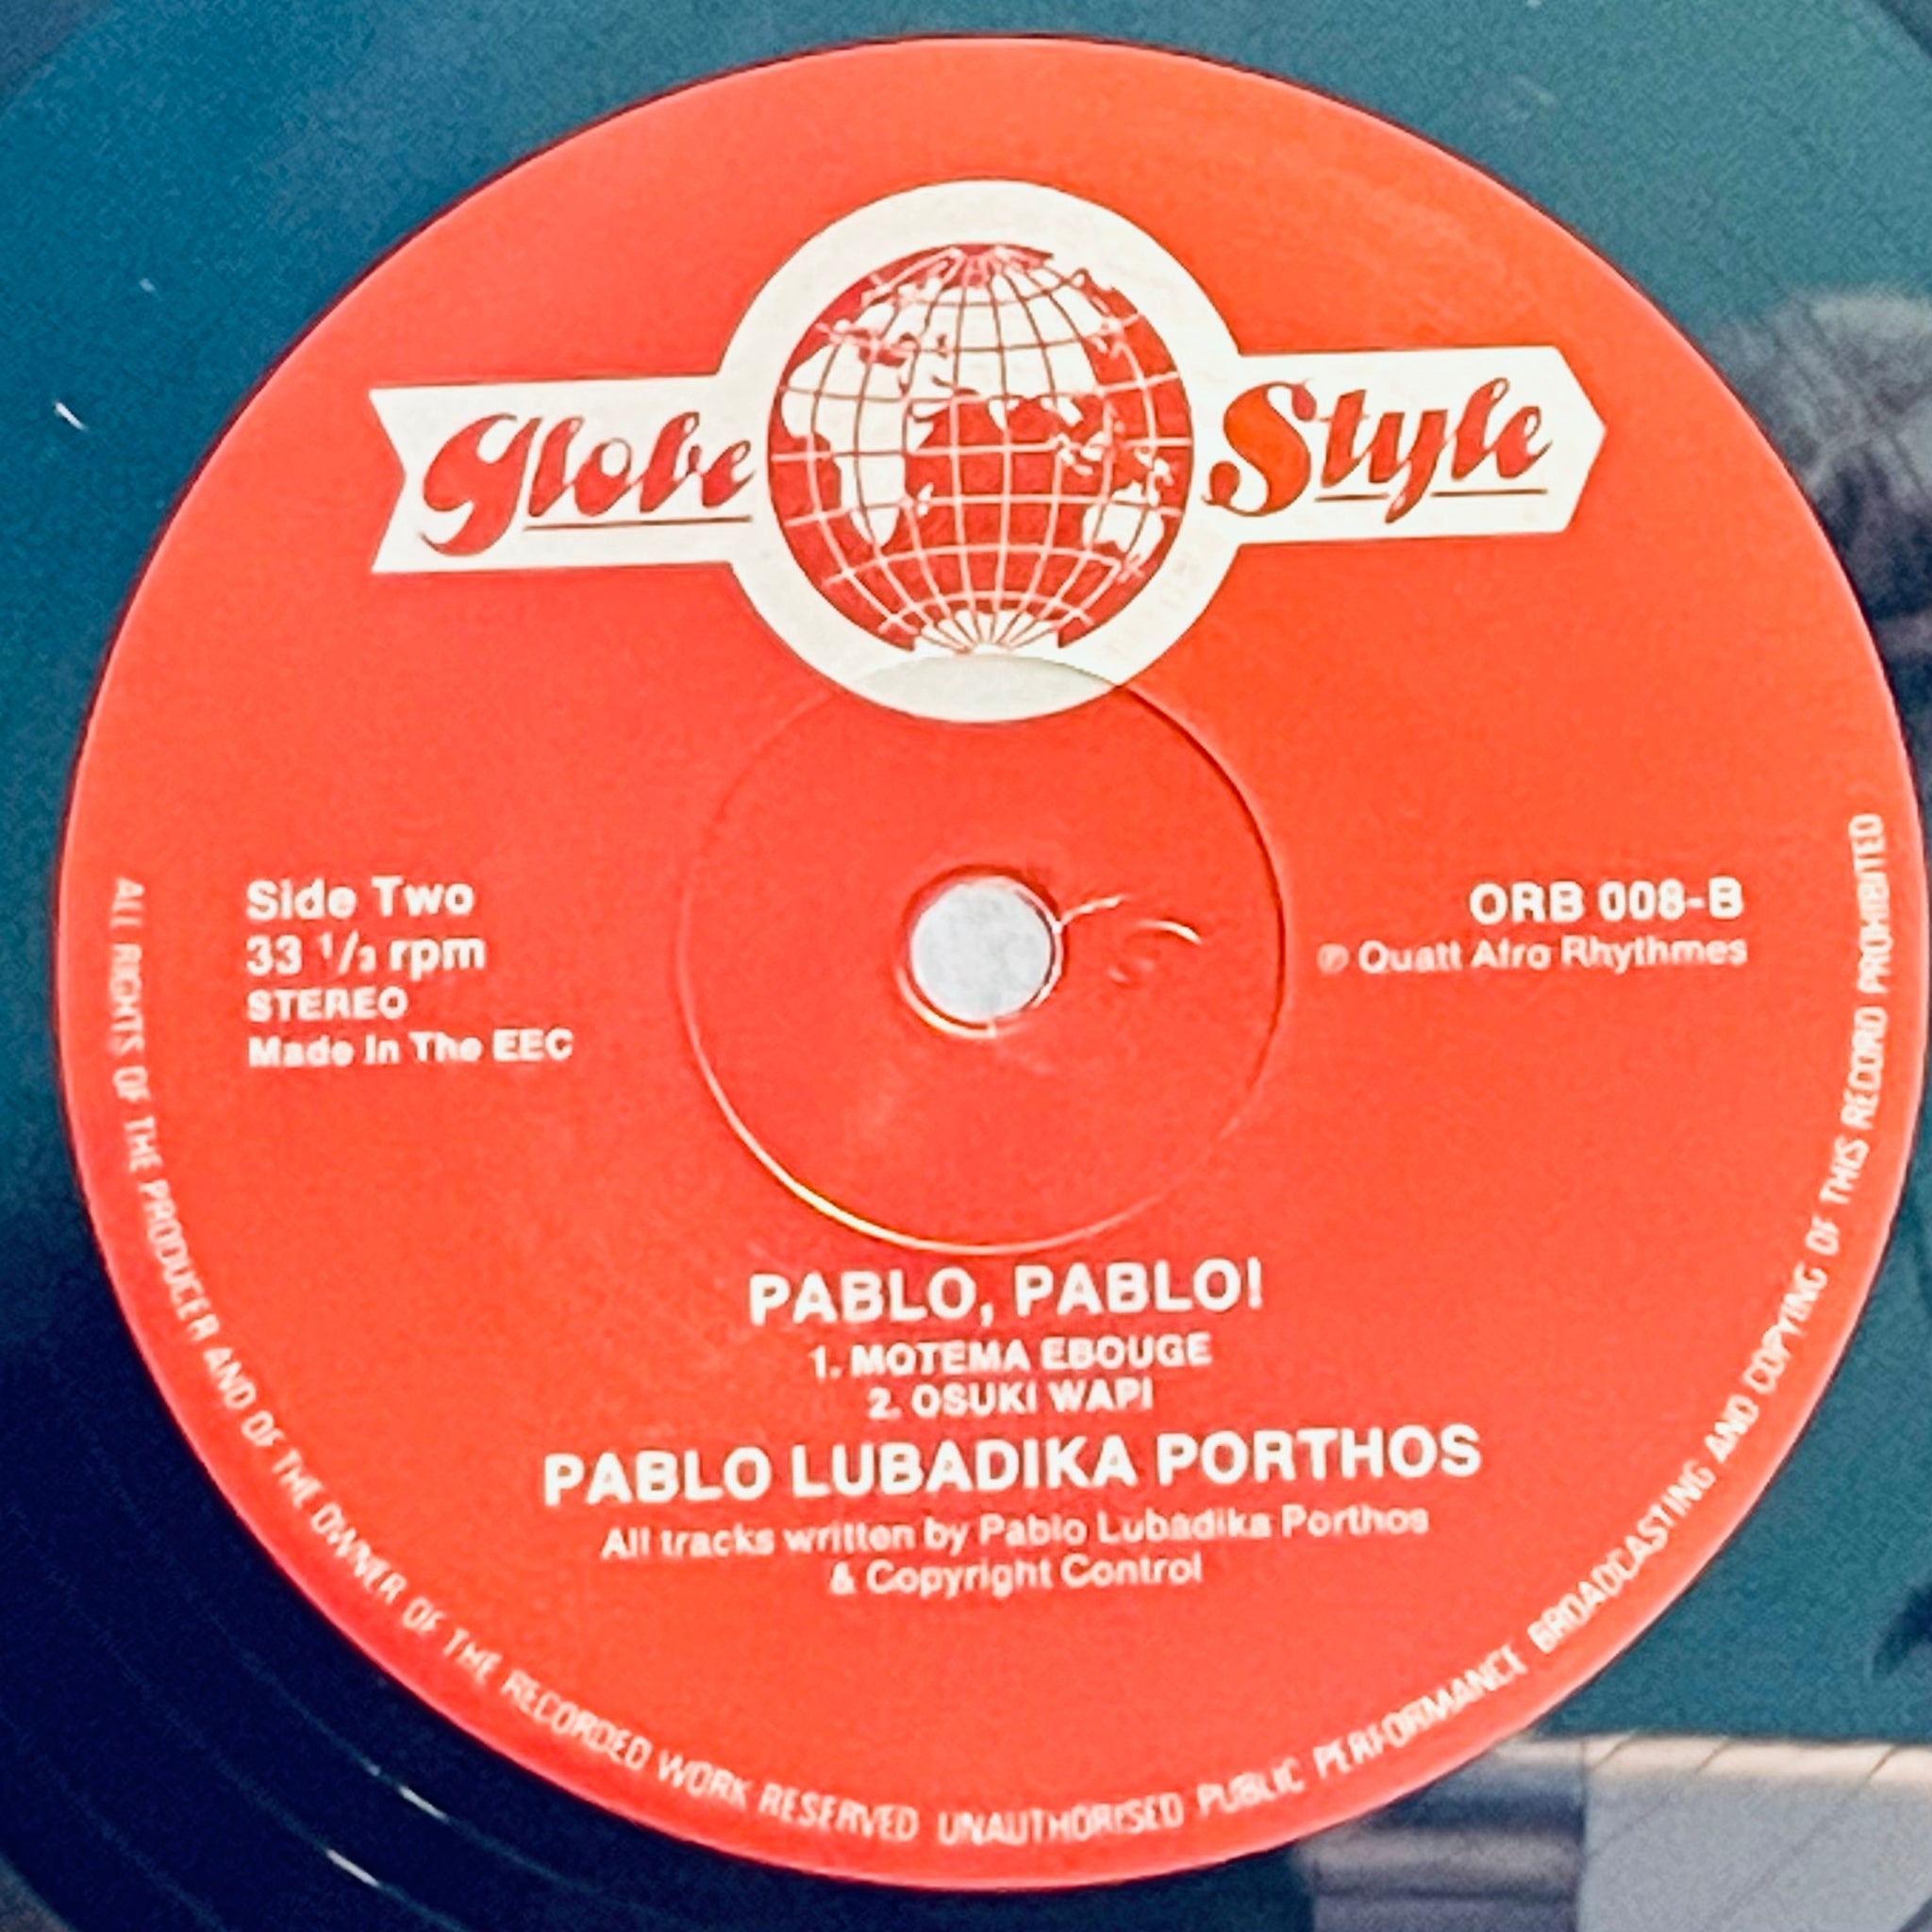 Globe Style
Side Two
33 1/3 rpm
STEREO
Made In The EEC
ORB 008-B
℗ Quatt Afro Rhythmes
PABLO, PABLO!
1. MOTEMA EBOUGE
2. OSUKI WAPI
PABLO LUBADIKA PORTHOS
All tracks written by Pablo Lubadika Porthos
& Copyright Control
ALL RIGHTS OF THE PRODUCER AND OF THE OWNER OF THE RECORDED WORK RESERVED UNAUTHORISED PUBLIC PERFORMANCE BROADCASTING AND COPYING OF THIS RECORD PROHIBITED